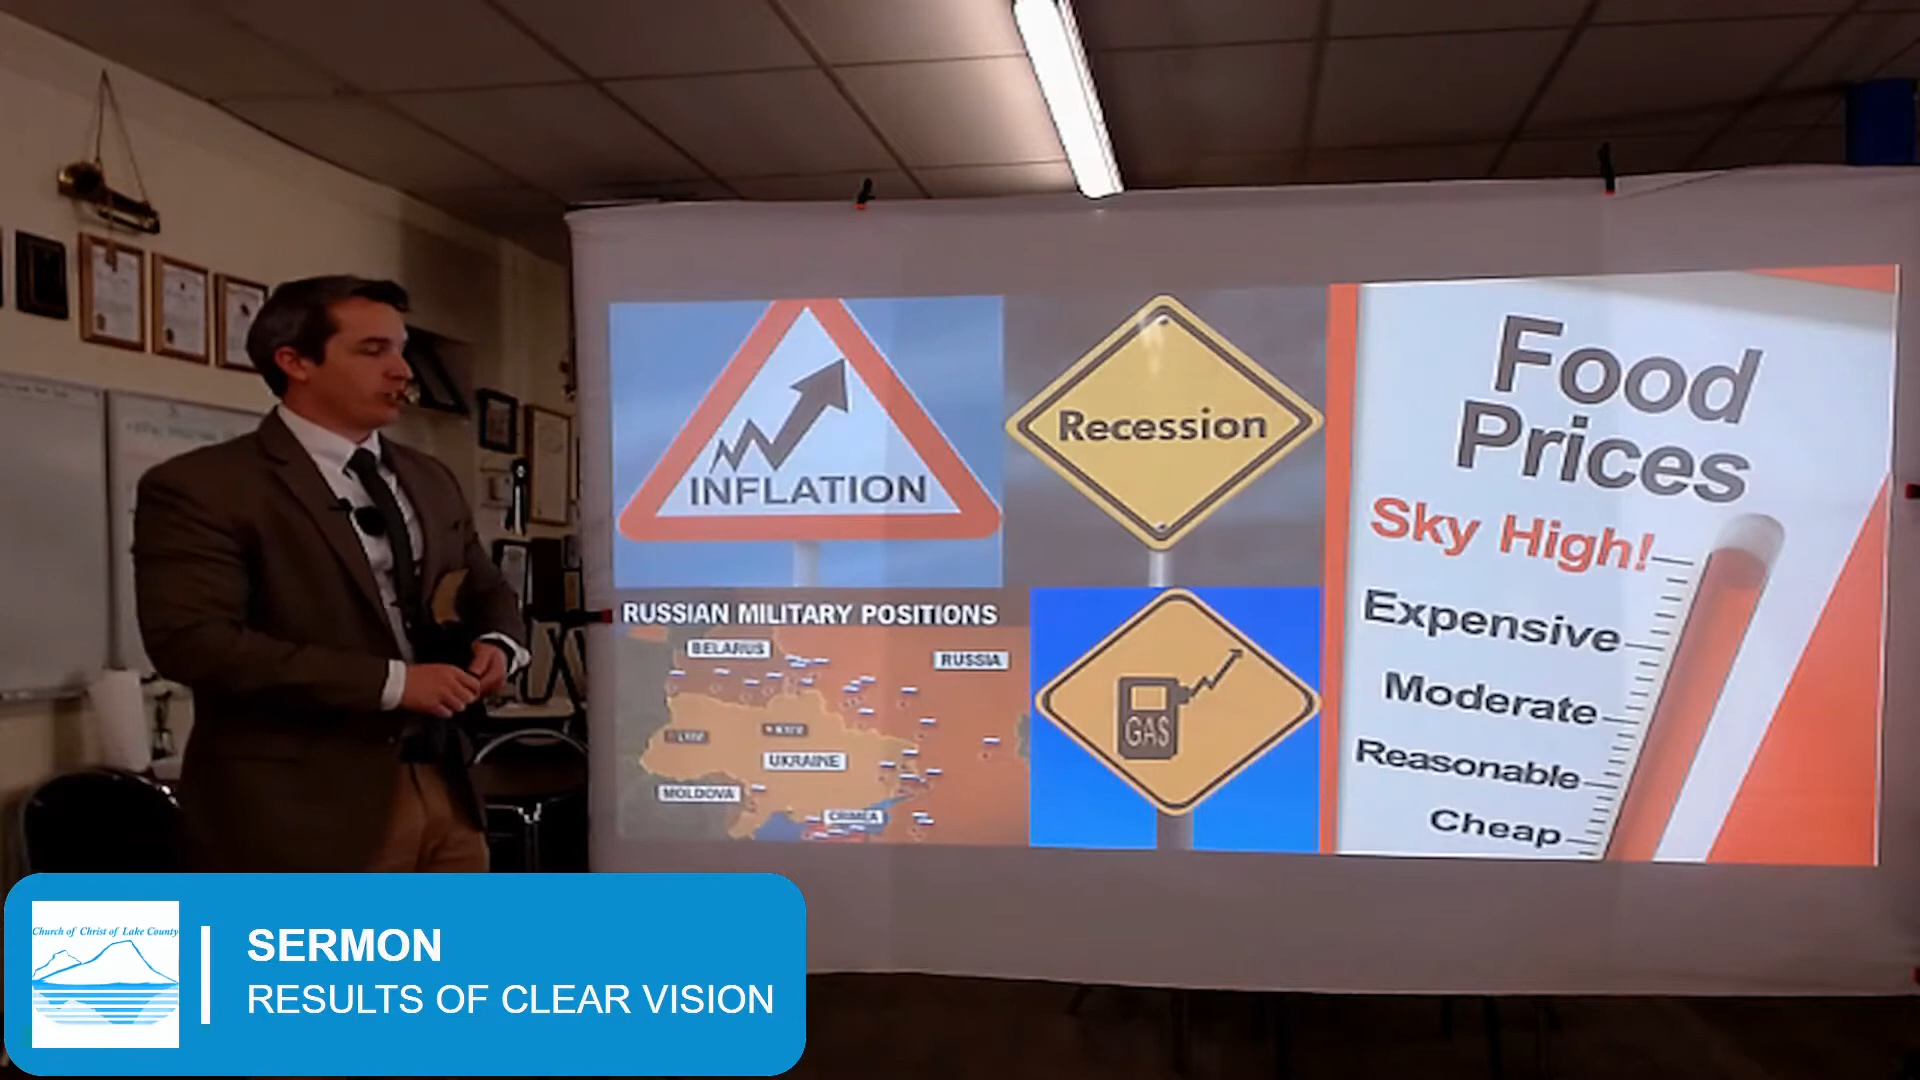 INFLATION
Recession
Food
Prices
Sky High!
Expensive
Moderate
Reasonable
Cheap
RUSSIAN MILITARY POSITIONS
BELARUS
RUSSIA
UKRAINE
MOLDOVA
CRIMEA
GAS
Church of Christ of Lake County
SERMON
RESULTS OF CLEAR VISION